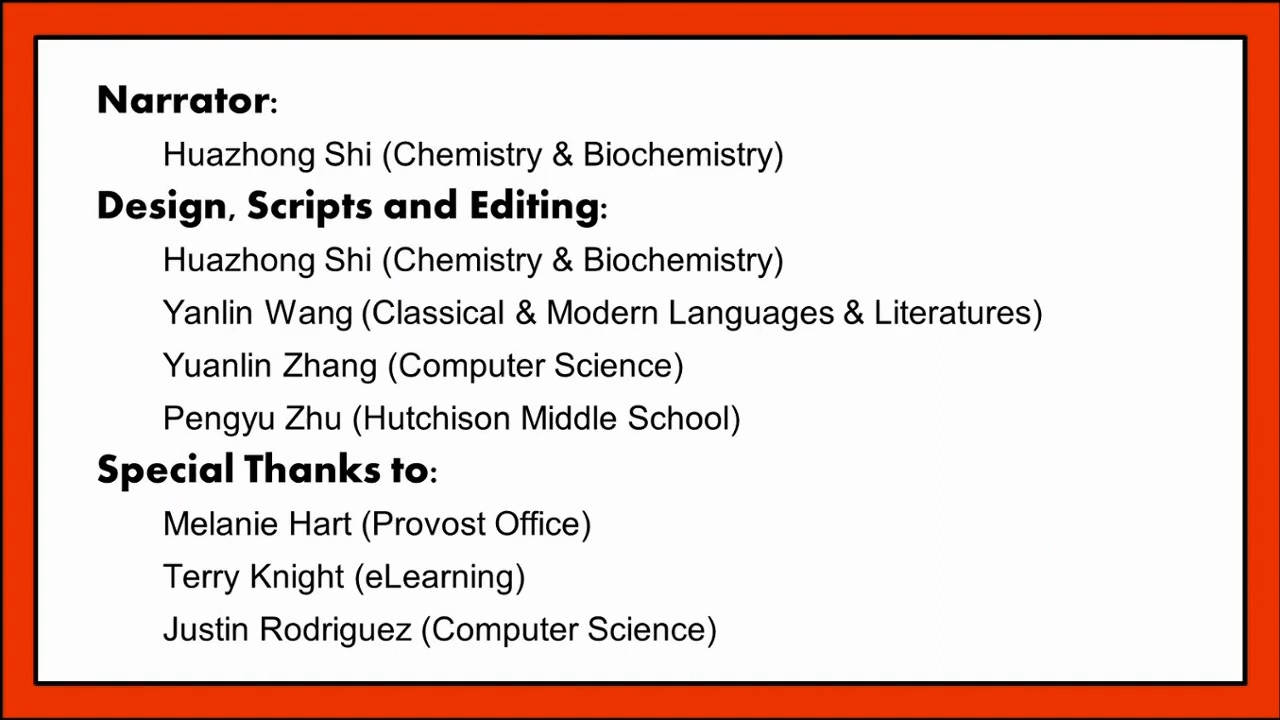 Narrator:
Huazhong Shi (Chemistry & Biochemistry)
Design, Scripts and Editing:
Huazhong Shi (Chemistry & Biochemistry)
Yanlin Wang (Classical & Modern Languages & Literatures)
Yuanlin Zhang (Computer Science)
Pengyu Zhu (Hutchison Middle School)
Special Thanks to:
Melanie Hart (Provost Office)
Terry Knight (eLearning)
Justin Rodriguez (Computer Science)